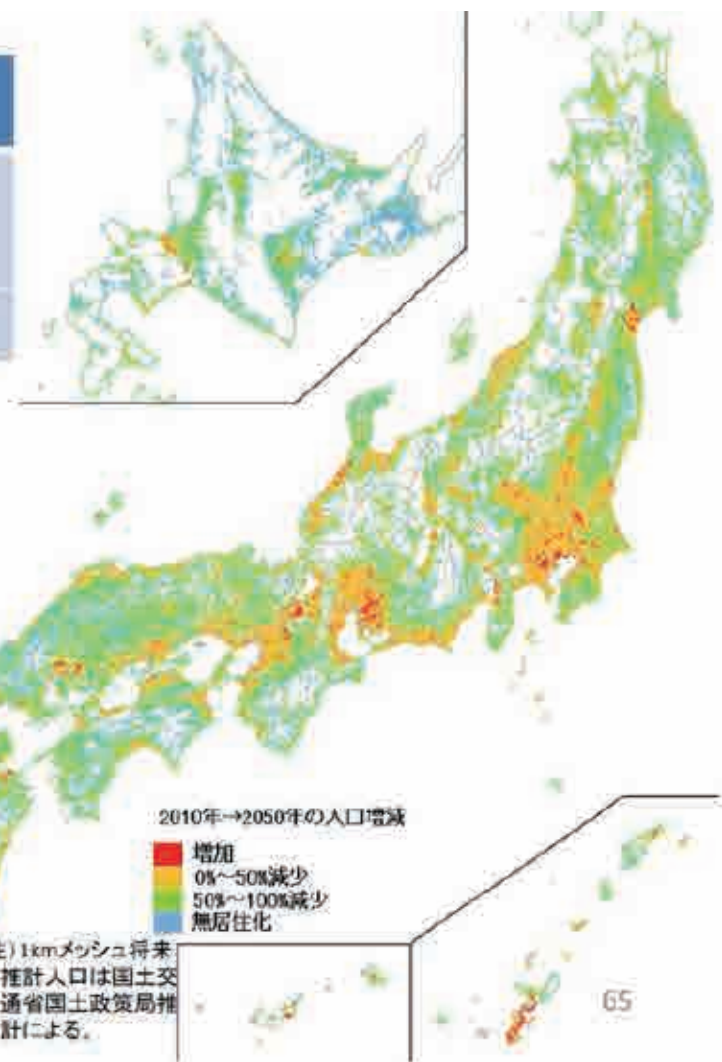 2010年→2050年の人口増減
増加
0%~50%減少
50%~100%減少
無居住化
注)1kmメッシュ将来
推計人口は国土交
通省国土政策局推
計による。
65